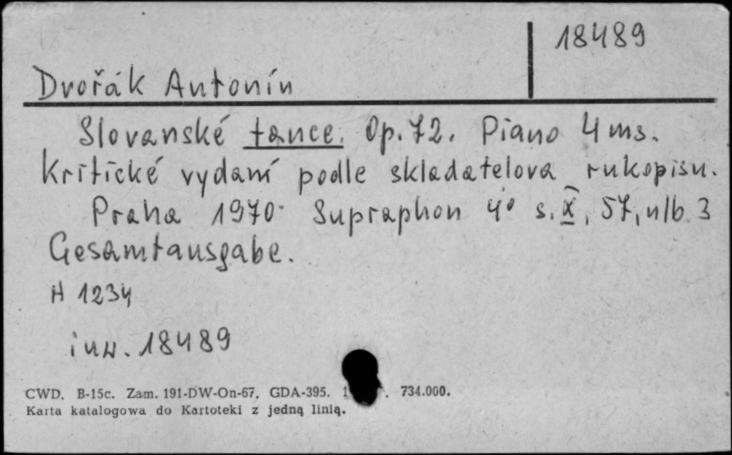 18489
Dvořák Antonín
Slovanské tance. Op. 72. Piano 4 ms.
Kritické vydaní podle skladatelova rukopisu.
Praha 1970 Supraphon 4° s. X, 57, nlb. 3
Gesamtausgabe.
H 1234
inw. 18489
CWD. B-15c. Zam. 191-DW-On-67. GDA-395. 734.000.
Karta katalogowa do Kartoteki z jedną linią.